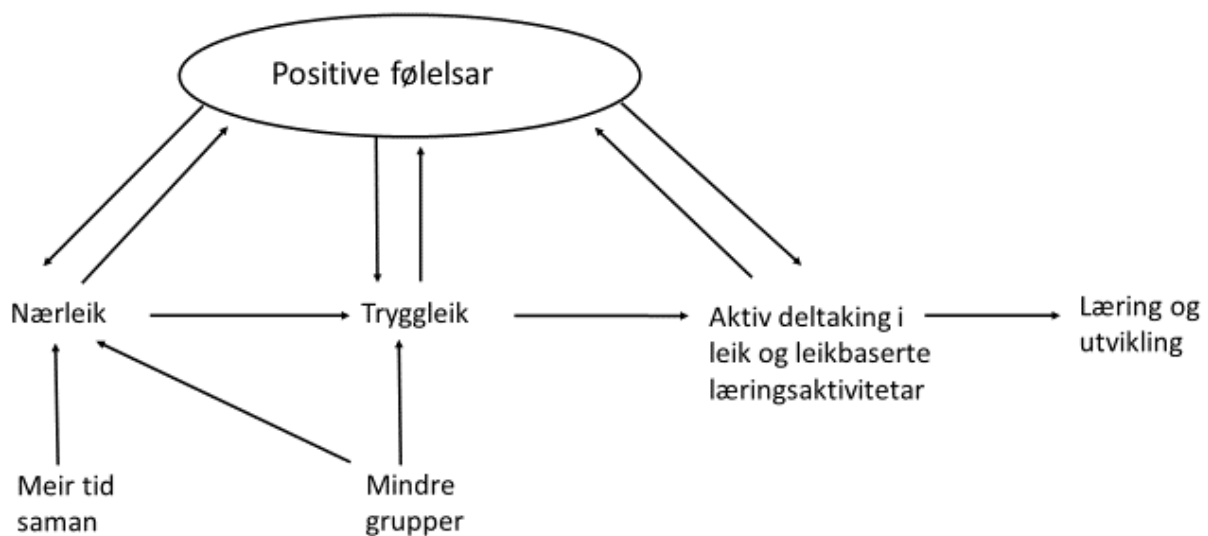 Positive følelsar
Nærleik
Tryggleik
Aktiv deltaking i
leik og leikbaserte
læringsaktivitetar
Læring og
utvikling
Meir tid
saman
Mindre
grupper